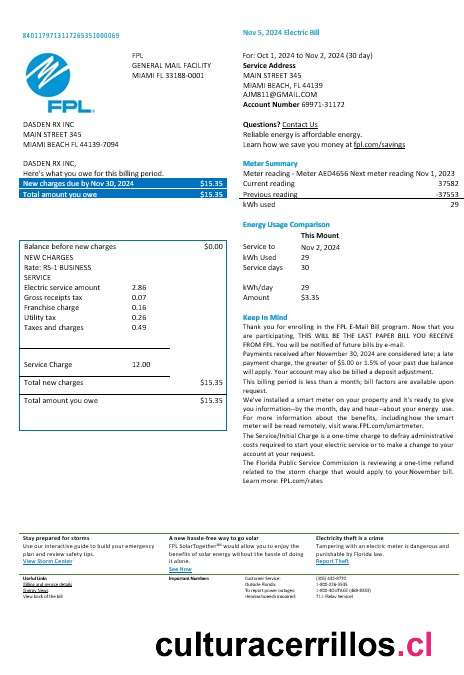 8401179713117265351000069
Nov 5, 2024 Electric Bill
FPL
GENERAL MAIL FACILITY
MIAMI FL 33188-0001
FPL.
DASDEN RX INC
MAIN STREET 345
MIAMI BEACH FL 44139-7094
DASDEN RX INC,
Here's what you owe for this billing period.
New charges due by Nov 30, 2024 $15.35
Total amount you owe $15.35
Balance before new charges $0.00
NEW CHARGES
Rate: RS-1 BUSINESS
SERVICE
Electric service amount 2.86
Gross receipts tax 0.07
Franchise charge 0.16
Utility tax 0.26
Taxes and charges 0.49
Service Charge 12.00
Total new charges $15.35
Total amount you owe $15.35
For: Oct 1, 2024 to Nov 2, 2024 (30 day)
Service Address
MAIN STREET 345
MIAMI BEACH, FL 44139
AJM811@GMAIL.COM
Account Number 69971-31172
Questions? Contact Us
Reliable energy is affordable energy.
Learn how we save you money at fpl.com/savings
Meter Summary
Meter reading - Meter AED4656 Next meter reading Nov 1, 2023
Current reading 37582
Previous reading -37553
kWh used 29
Energy Usage Comparison
This Mount
Service to Nov 2, 2024
kWh Used 29
Service days 30
kWh/day 29
Amount $3.35
Keep In Mind
Thank you for enrolling in the FPL E-Mail Bill program. Now that you
are participating, THIS WILL BE THE LAST PAPER BILL YOU RECEIVE
FROM FPL. You will be notified of future bills by e-mail.
Payments received after November 30, 2024 are considered late; a late
payment charge, the greater of $5.00 or 1.5% of your past due balance
will apply. Your account may also be billed a deposit adjustment.
This billing period is less than a month; bill factors are available upon
request.
We've installed a smart meter on your property and it's ready to give
you information—by the month, day and hour—about your energy use.
For more information about the benefits, including how the smart
meter will be read remotely, visit www.FPL.com/smartmeter.
The Service/Initial Charge is a one-time charge to defray administrative
costs required to start your electric service or to make a change to your
account at your request.
The Florida Public Service Commission is reviewing a one-time refund
related to the storm charge that would apply to your November bill.
Learn more: FPL.com/rates
Stay prepared for storms
Use our interactive guide to build your emergency
plan and review safety tips.
View Storm Center
A new hassle-free way to go solar
FPL SolarTogether℠ would allow you to enjoy the
benefits of solar energy without the hassle of doing
it alone.
See Now
Electricity theft is a crime
Tampering with an electric meter is dangerous and
punishable by Florida law.
Report Theft
Useful Links
Billing and service details
Energy News
View back of the bill
Important Numbers
Customer Service:
Outside Florida:
To report power outages:
Hearing/speech impaired:
711 (Relay Service)
culturacerrillos.cl